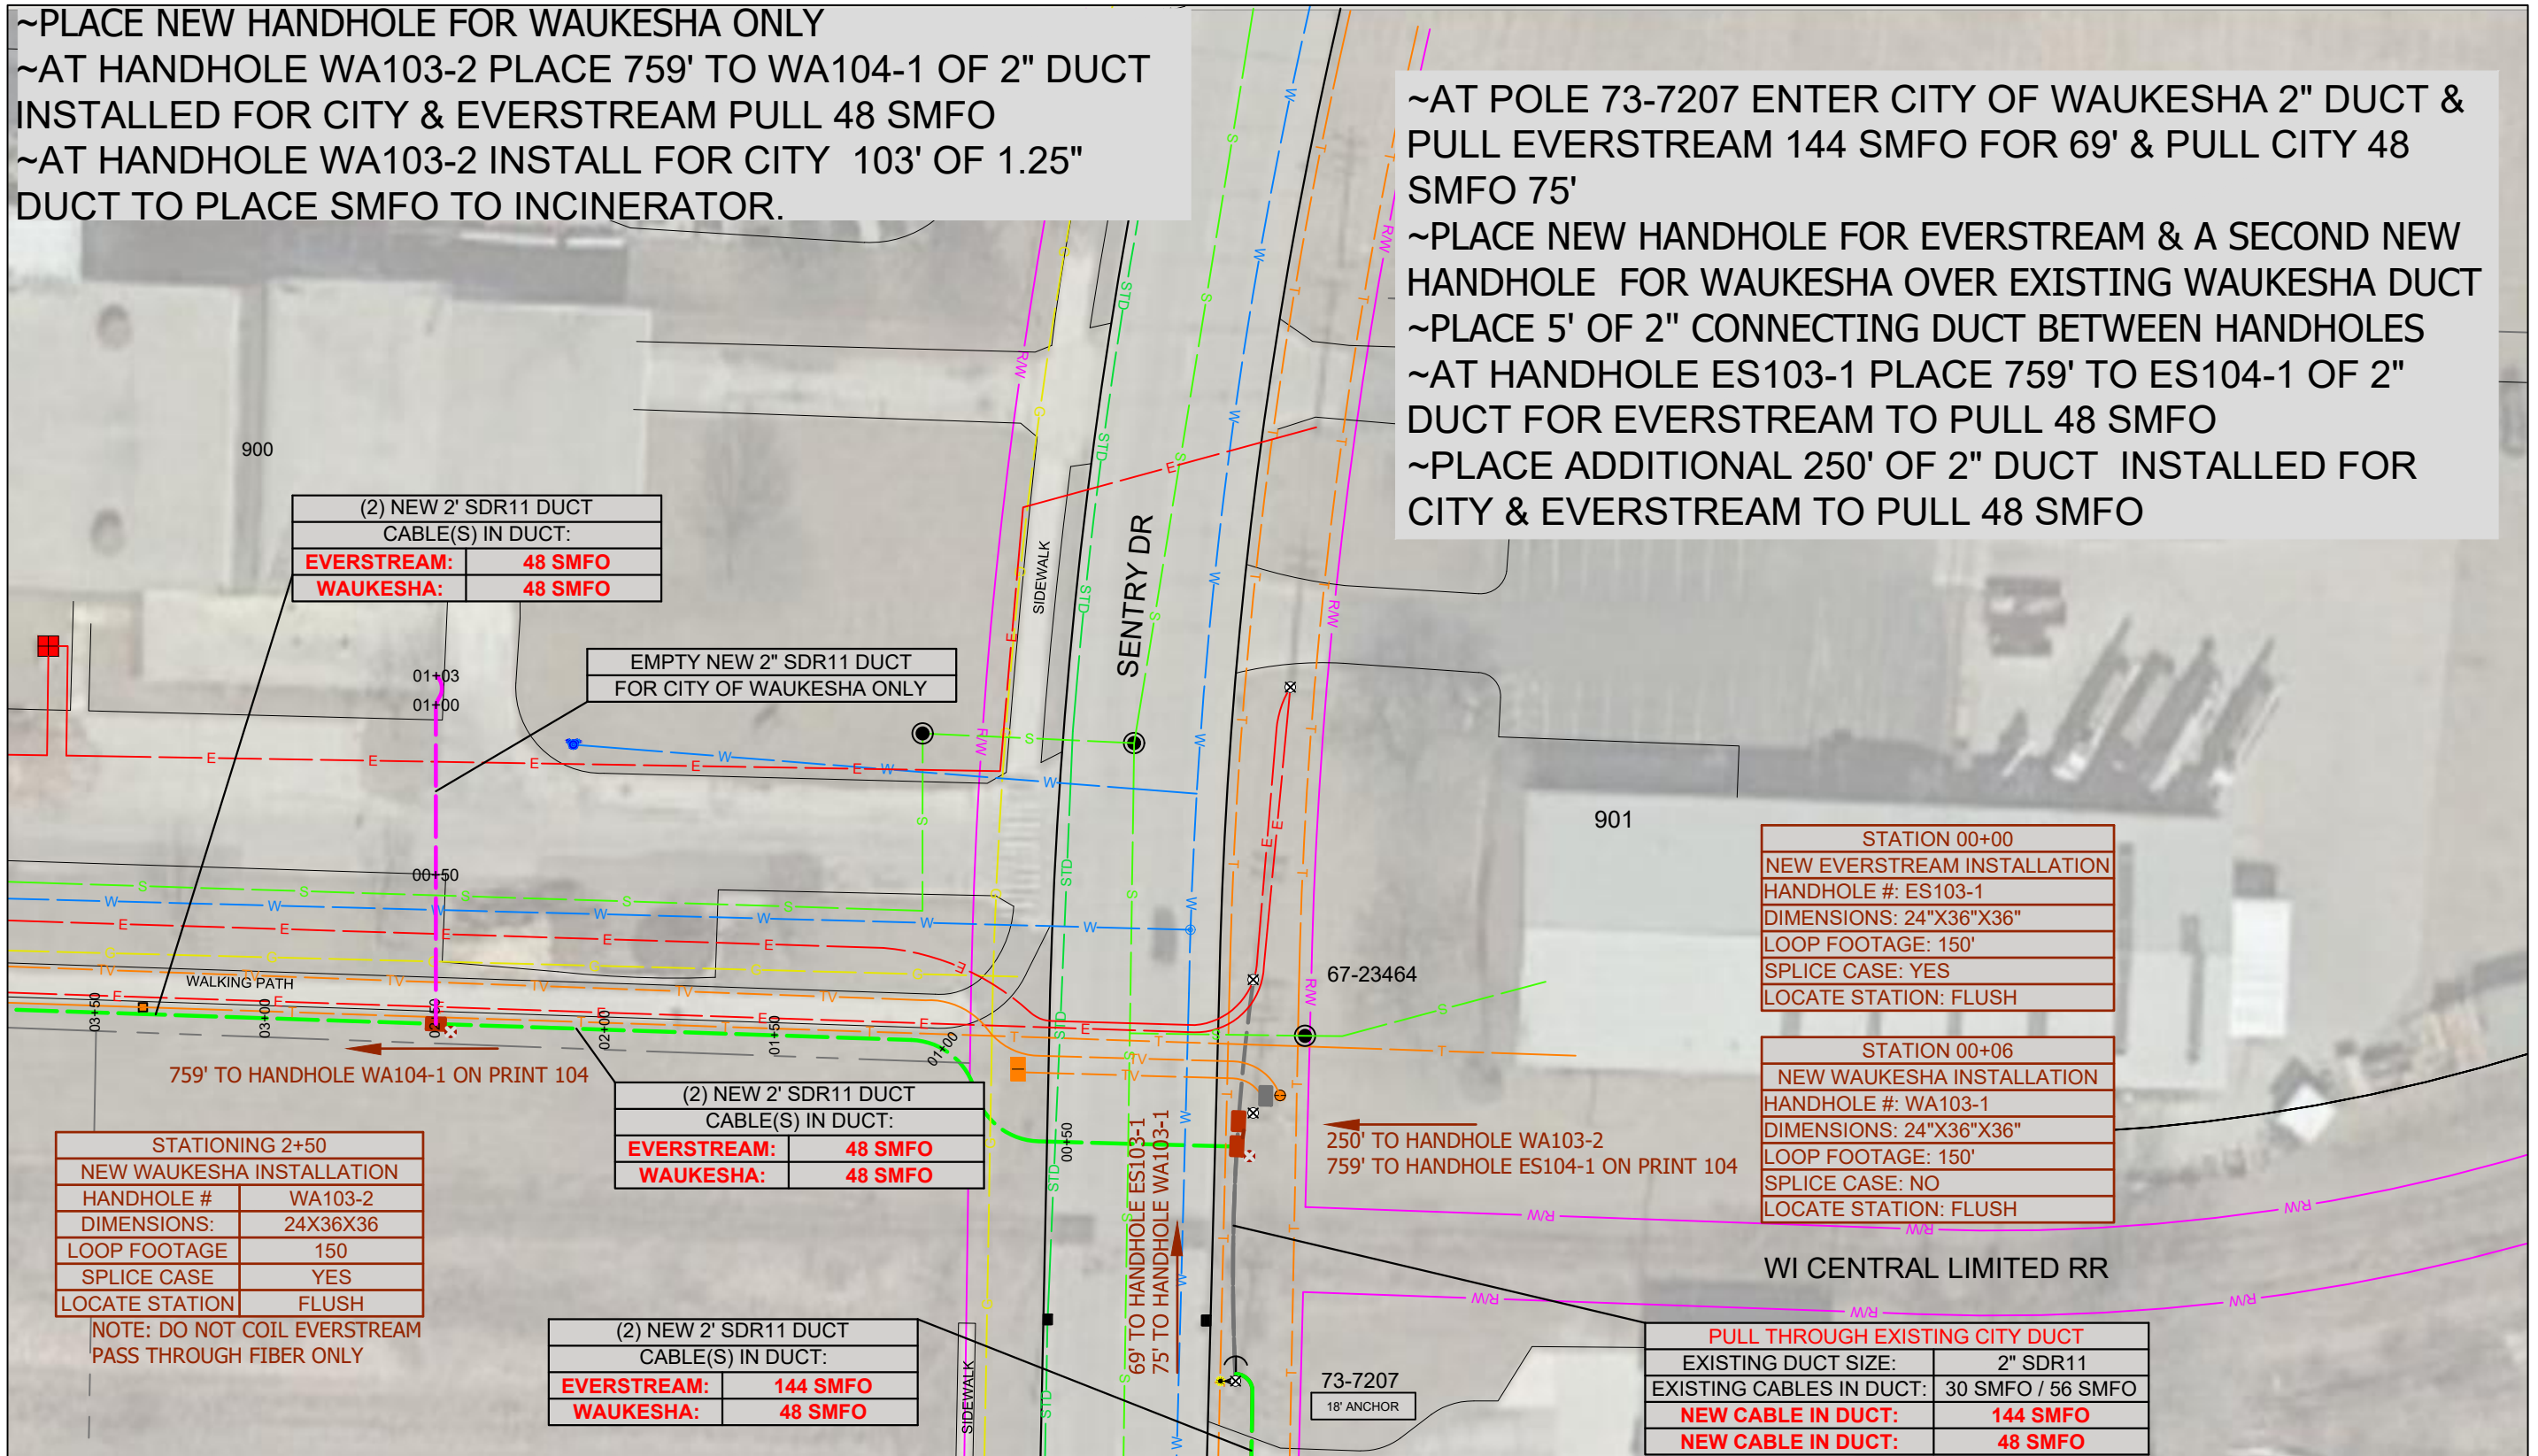 ~PLACE NEW HANDHOLE FOR WAUKESHA ONLY
~AT HANDHOLE WA103-2 PLACE 759' TO WA104-1 OF 2" DUCT
INSTALLED FOR CITY & EVERSTREAM PULL 48 SMFO
~AT HANDHOLE WA103-2 INSTALL FOR CITY 103' OF 1.25"
DUCT TO PLACE SMFO TO INCINERATOR.
~AT POLE 73-7207 ENTER CITY OF WAUKESHA 2" DUCT &
PULL EVERSTREAM 144 SMFO FOR 69' & PULL CITY 48
SMFO 75'
~PLACE NEW HANDHOLE FOR EVERSTREAM & A SECOND NEW
HANDHOLE FOR WAUKESHA OVER EXISTING WAUKESHA DUCT
~PLACE 5' OF 2" CONNECTING DUCT BETWEEN HANDHOLES
~AT HANDHOLE ES103-1 PLACE 759' TO ES104-1 OF 2"
DUCT FOR EVERSTREAM TO PULL 48 SMFO
~PLACE ADDITIONAL 250' OF 2" DUCT INSTALLED FOR
CITY & EVERSTREAM TO PULL 48 SMFO
900
(2) NEW 2' SDR11 DUCT
CABLE(S) IN DUCT:
EVERSTREAM: 48 SMFO
WAUKESHA: 48 SMFO
SIDEWALK
SENTRY DR
EMPTY NEW 2" SDR11 DUCT
FOR CITY OF WAUKESHA ONLY
01+03
01+00
00+50
901
STATION 00+00
NEW EVERSTREAM INSTALLATION
HANDHOLE #: ES103-1
DIMENSIONS: 24"X36"X36"
LOOP FOOTAGE: 150'
SPLICE CASE: YES
LOCATE STATION: FLUSH
67-23464
WALKING PATH
03+50
03+00
02+50
02+00
01+50
01+00
00+50
759' TO HANDHOLE WA104-1 ON PRINT 104
(2) NEW 2' SDR11 DUCT
CABLE(S) IN DUCT:
EVERSTREAM: 48 SMFO
WAUKESHA: 48 SMFO
69' TO HANDHOLE ES103-1
75' TO HANDHOLE WA103-1
250' TO HANDHOLE WA103-2
759' TO HANDHOLE ES104-1 ON PRINT 104
STATION 00+06
NEW WAUKESHA INSTALLATION
HANDHOLE #: WA103-1
DIMENSIONS: 24"X36"X36"
LOOP FOOTAGE: 150'
SPLICE CASE: NO
LOCATE STATION: FLUSH
STATIONING 2+50
NEW WAUKESHA INSTALLATION
HANDHOLE # WA103-2
DIMENSIONS: 24X36X36
LOOP FOOTAGE 150
SPLICE CASE YES
LOCATE STATION FLUSH
NOTE: DO NOT COIL EVERSTREAM
PASS THROUGH FIBER ONLY
WI CENTRAL LIMITED RR
(2) NEW 2' SDR11 DUCT
CABLE(S) IN DUCT:
EVERSTREAM: 144 SMFO
WAUKESHA: 48 SMFO
SIDEWALK
73-7207
18' ANCHOR
PULL THROUGH EXISTING CITY DUCT
EXISTING DUCT SIZE: 2" SDR11
EXISTING CABLES IN DUCT: 30 SMFO / 56 SMFO
NEW CABLE IN DUCT: 144 SMFO
NEW CABLE IN DUCT: 48 SMFO